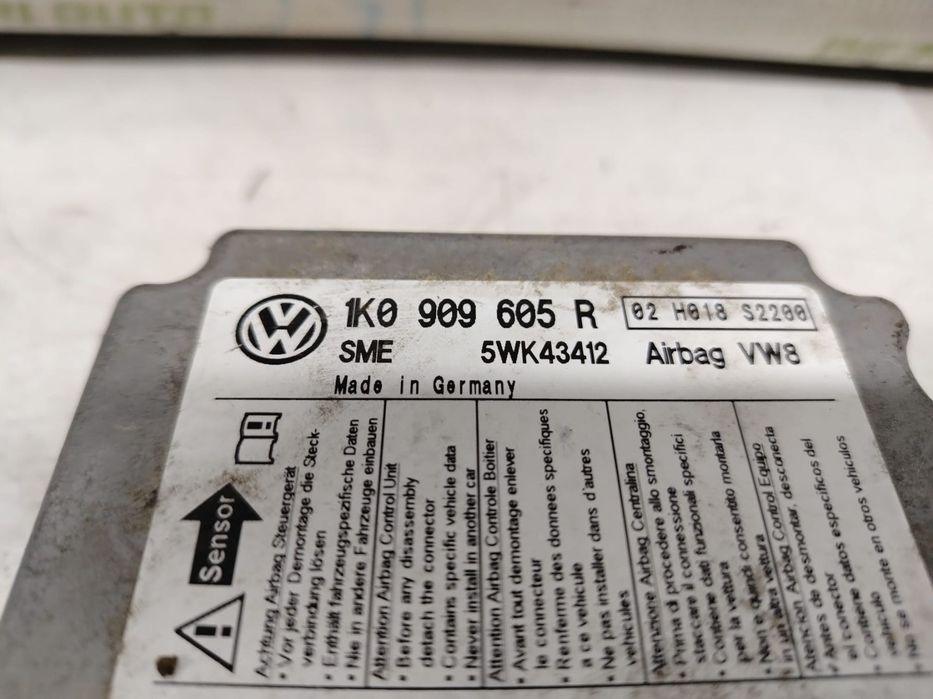 1K0 909 605 R
02 H018 S2200
SME 5WK43412 Airbag VW8
Made in Germany
Sensor
Achtung Airbag Steuergerät
• Vor jeder Demontage die Steck-
verbindung lösen
• Enthält fahrzeugspezifische Daten
• Nie in andere Fahrzeuge einbauen
Attention Airbag Control Unit
• Before any disassembly
detach the connector
• Contains specific vehicle data
• Never install in another car
Attention Airbag Controle Boitier
• Avant tout demontage enlever
le connecteur
• Renferme des donnees specifiques
a ce vehicule
• Ne pas installer dans d'autres
vehicules
Attenzione Airbag Centralina
• Prima di procedere allo smontaggio,
staccare il connessione
• Contiene dati funzionali specifici
per la vettura
• Non e quindi consentito montarla
in un altra vettura
Atencion Airbag Control Equipo
• Antes de desmontar, desconecta
el conector
• Contiene datos especificos del
vehiculo
• No se monte en otros vehiculos